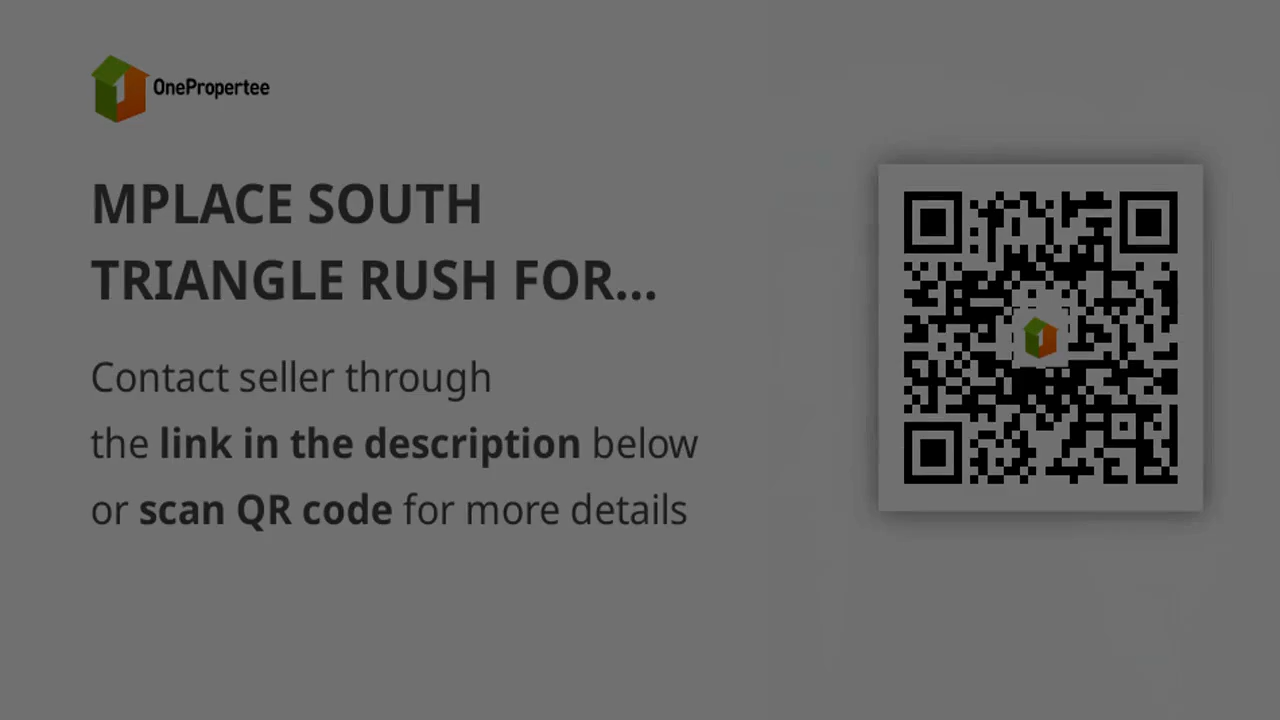 OnePropertee
MPLACE SOUTH
TRIANGLE RUSH FOR...
Contact seller through
the link in the description below
or scan QR code for more details